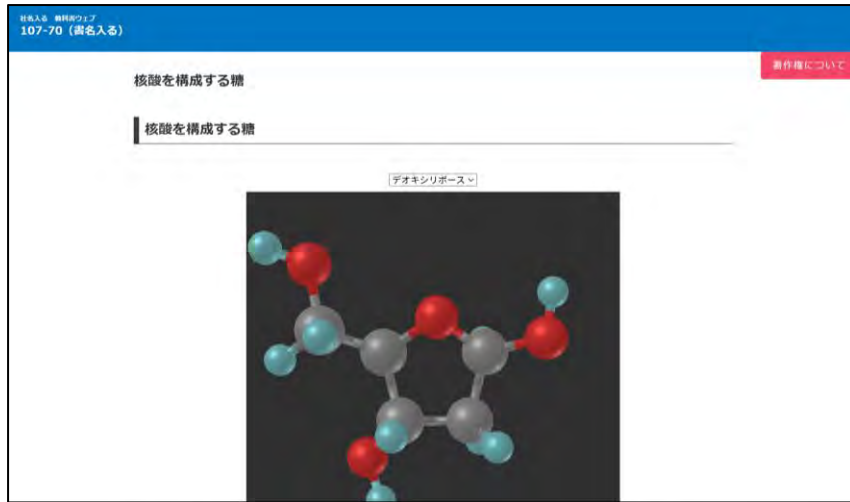 社名入る 教科書ウェブ
107-70（書名入る）
著作権について
核酸を構成する糖
核酸を構成する糖
デオキシリボース